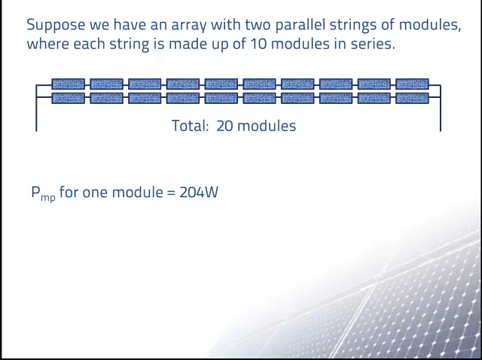 Suppose we have an array with two parallel strings of modules,
where each string is made up of 10 modules in series.
Total: 20 modules
Pmp for one module = 204W